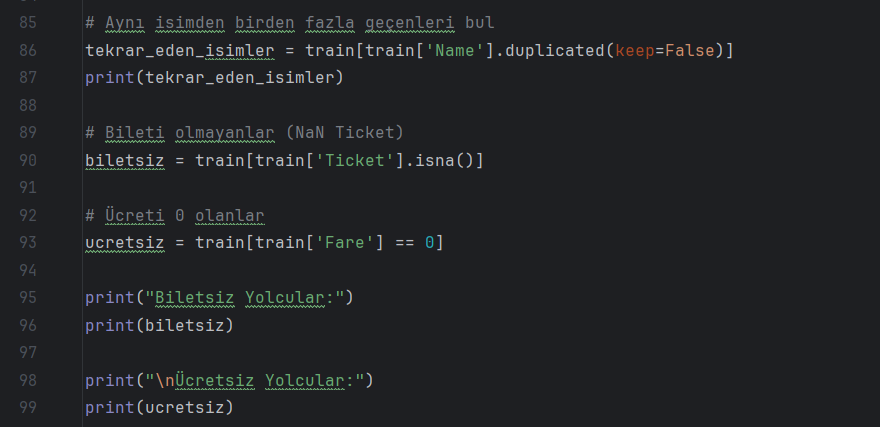 85 # Aynı isimden birden fazla geçenleri bul
86 tekrar_eden_isimler = train[train['Name'].duplicated(keep=False)]
87 print(tekrar_eden_isimler)
88
89 # Bileti olmayanlar (NaN Ticket)
90 biletsiz = train[train['Ticket'].isna()]
91
92 # Ücreti 0 olanlar
93 ucretsiz = train[train['Fare'] == 0]
94
95 print("Biletsiz Yolcular:")
96 print(biletsiz)
97
98 print("\nÜcretsiz Yolcular:")
99 print(ucretsiz)